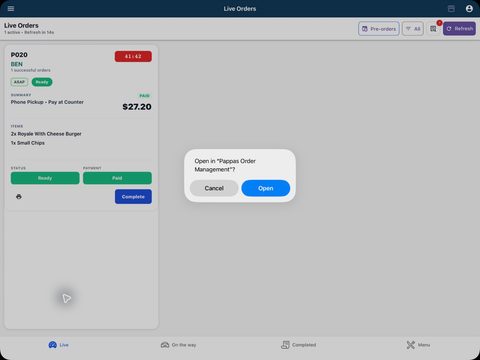 Live Orders
Live Orders
1 active • Refresh in 14s
Pre-orders
All
Refresh
P020
41:42
BEN
1 successful orders
ASAP
Ready
SUMMARY
PAID
Phone Pickup • Pay at Counter
$27.20
ITEMS
2x Royale With Cheese Burger
1x Small Chips
STATUS
PAYMENT
Ready
Paid
Complete
Open in “Pappas Order
Management”?
Cancel
Open
Live
On the way
Completed
Menu